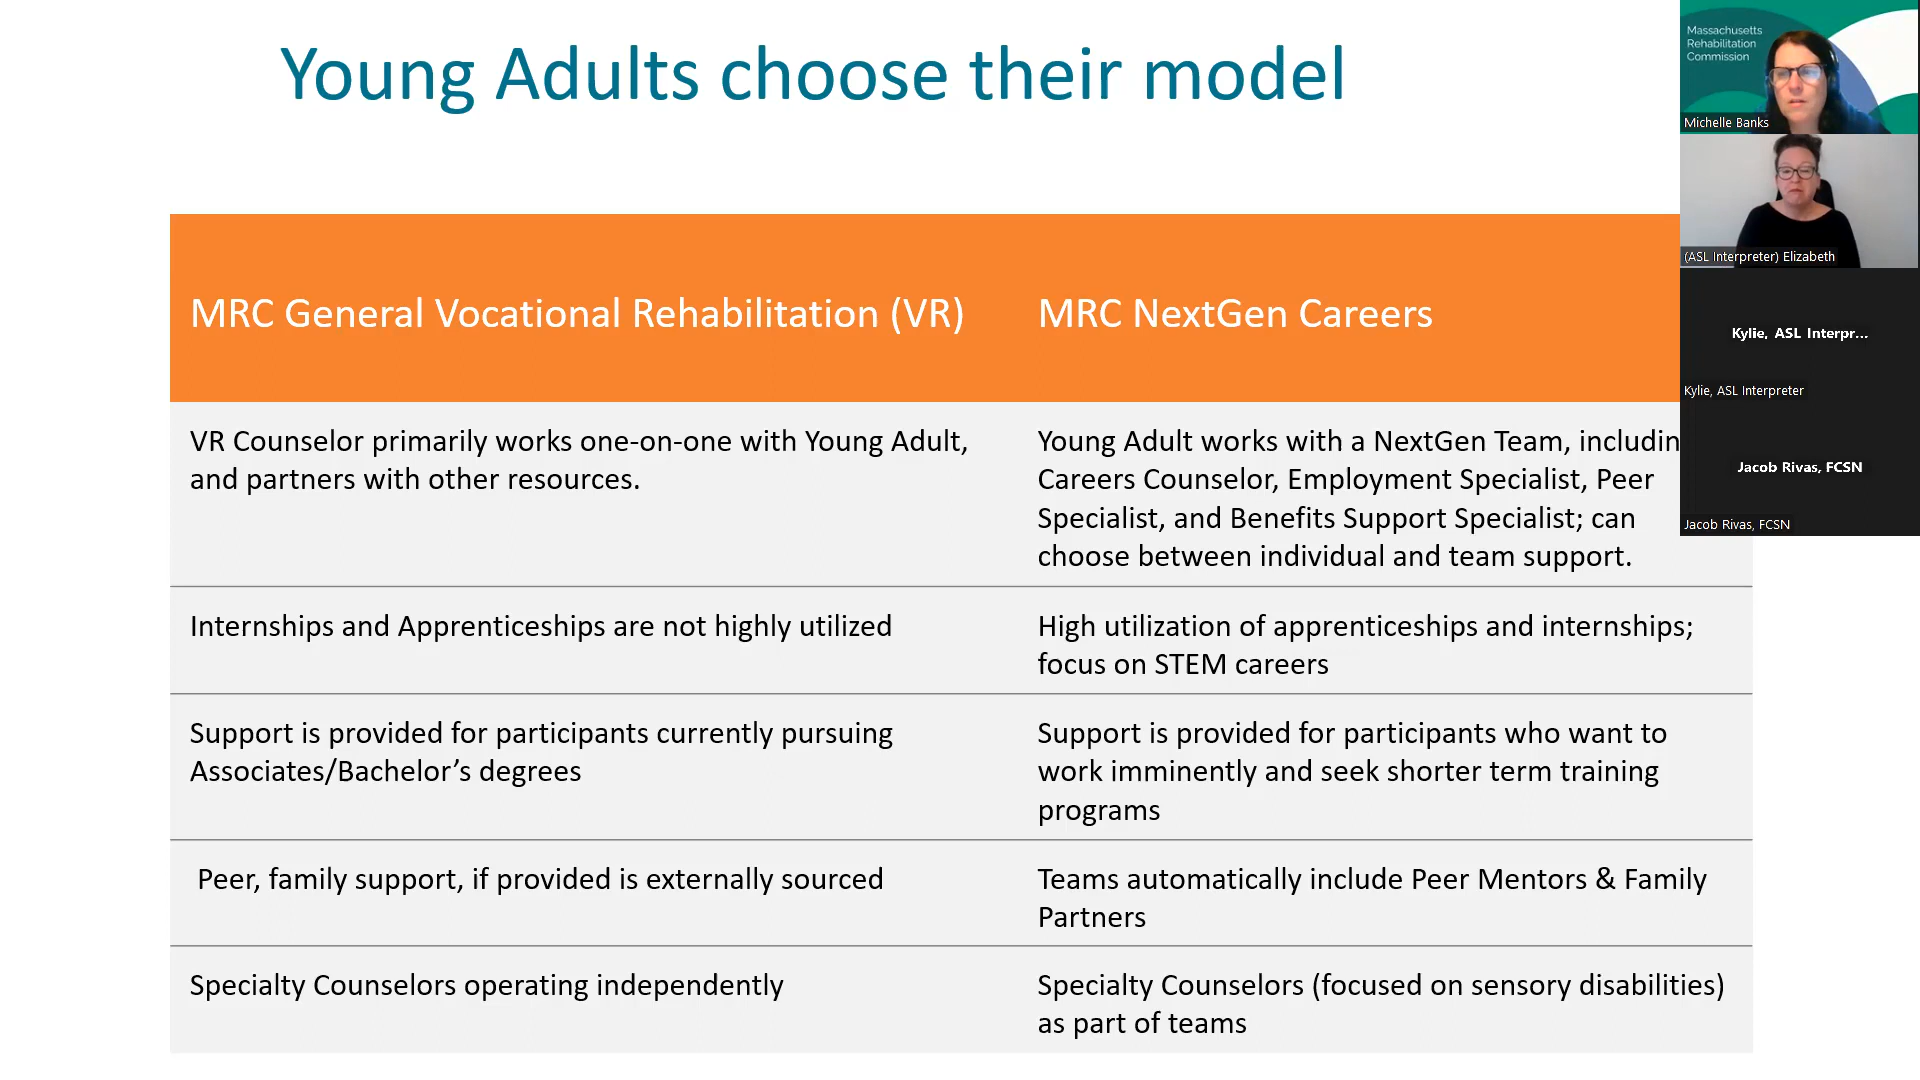 Young Adults choose their model
MRC General Vocational Rehabilitation (VR)
MRC NextGen Careers
VR Counselor primarily works one-on-one with Young Adult,
and partners with other resources.
Young Adult works with a NextGen Team, includin
Careers Counselor, Employment Specialist, Peer
Specialist, and Benefits Support Specialist; can
choose between individual and team support.
Internships and Apprenticeships are not highly utilized
High utilization of apprenticeships and internships;
focus on STEM careers
Support is provided for participants currently pursuing
Associates/Bachelor’s degrees
Support is provided for participants who want to
work imminently and seek shorter term training
programs
Peer, family support, if provided is externally sourced
Teams automatically include Peer Mentors & Family
Partners
Specialty Counselors operating independently
Specialty Counselors (focused on sensory disabilities)
as part of teams
Massachusetts
Rehabilitation
Commission
Michelle Banks
(ASL Interpreter) Elizabeth
Kylie, ASL Interpr...
Kylie, ASL Interpreter
Jacob Rivas, FCSN
Jacob Rivas, FCSN